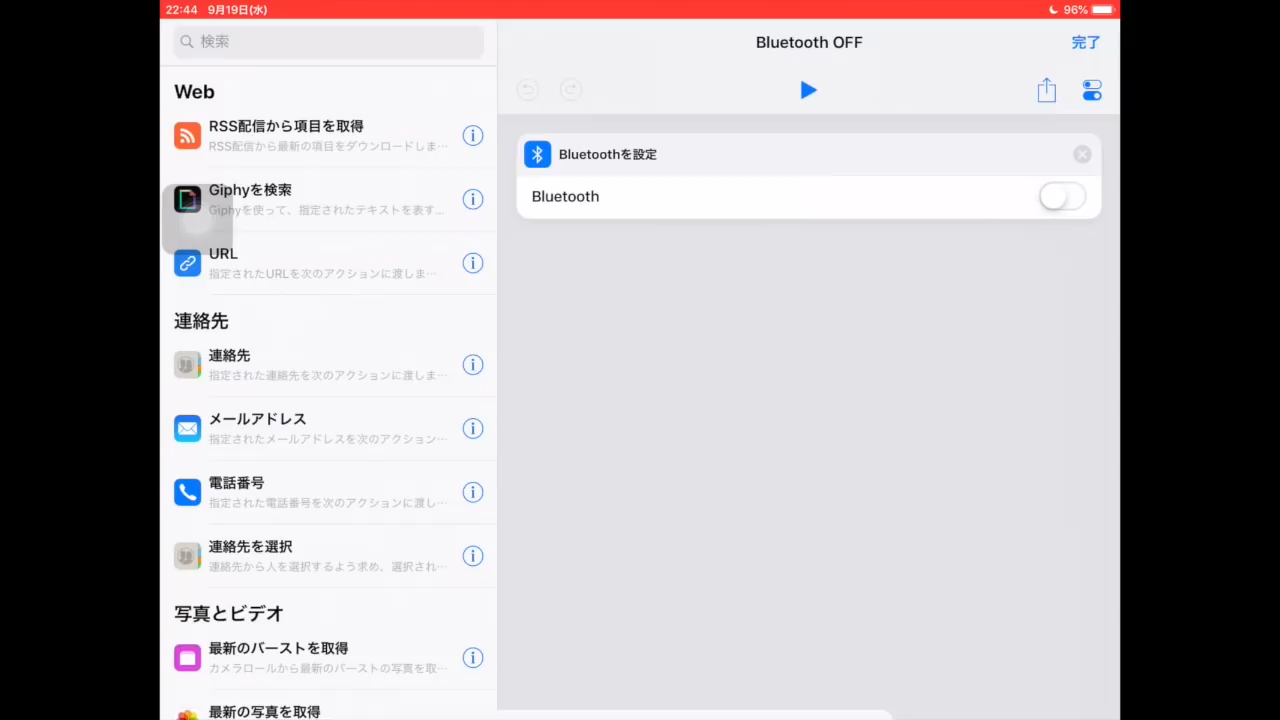 22:44 9月19日(水)
96%
検索
Web
RSS配信から項目を取得
RSS配信から最新の項目をダウンロードしま…
Giphyを検索
Giphyを使って、指定されたテキストを表す…
URL
指定されたURLを次のアクションに渡しま…
連絡先
連絡先
指定された連絡先を次のアクションに渡しま…
メールアドレス
指定されたメールアドレスを次のアクション…
電話番号
指定された電話番号を次のアクションに渡し…
連絡先を選択
連絡先から人を選択するよう求め、選択され…
写真とビデオ
最新のバーストを取得
カメラロールから最新のバーストの写真を取…
最新の写真を取得
Bluetooth OFF
完了
Bluetoothを設定
Bluetooth